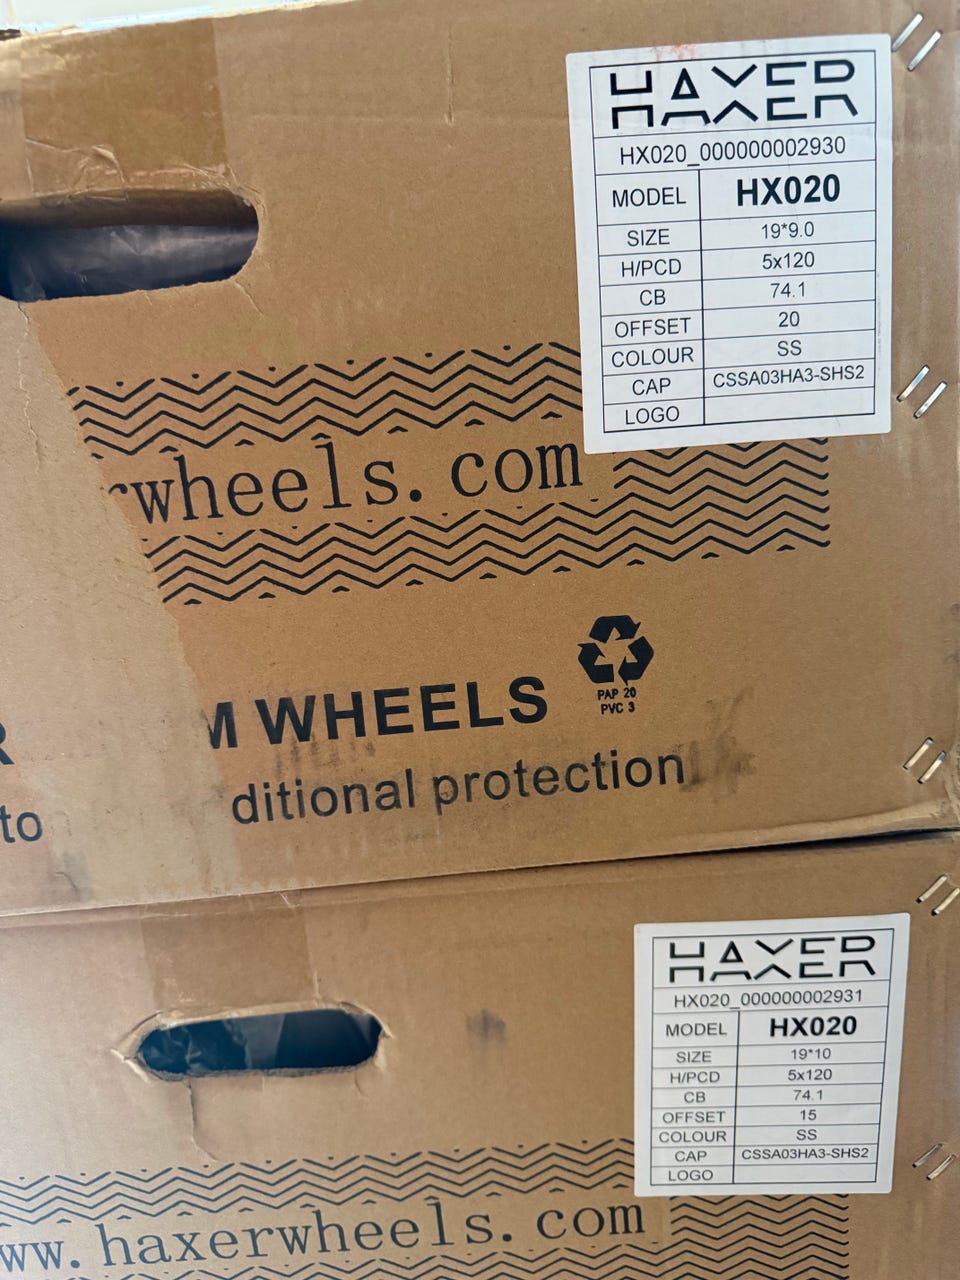 HAXER
HX020_000000002930
MODEL HX020
SIZE 19*9.0
H/PCD 5x120
CB 74.1
OFFSET 20
COLOUR SS
CAP CSSA03HA3-SHS2
LOGO
rwheels.com
PAP 20
PVC 3
R M WHEELS
to ditional protection
HAXER
HX020_000000002931
MODEL HX020
SIZE 19*10
H/PCD 5x120
CB 74.1
OFFSET 15
COLOUR SS
CAP CSSA03HA3-SHS2
LOGO
ww.haxerwheels.com